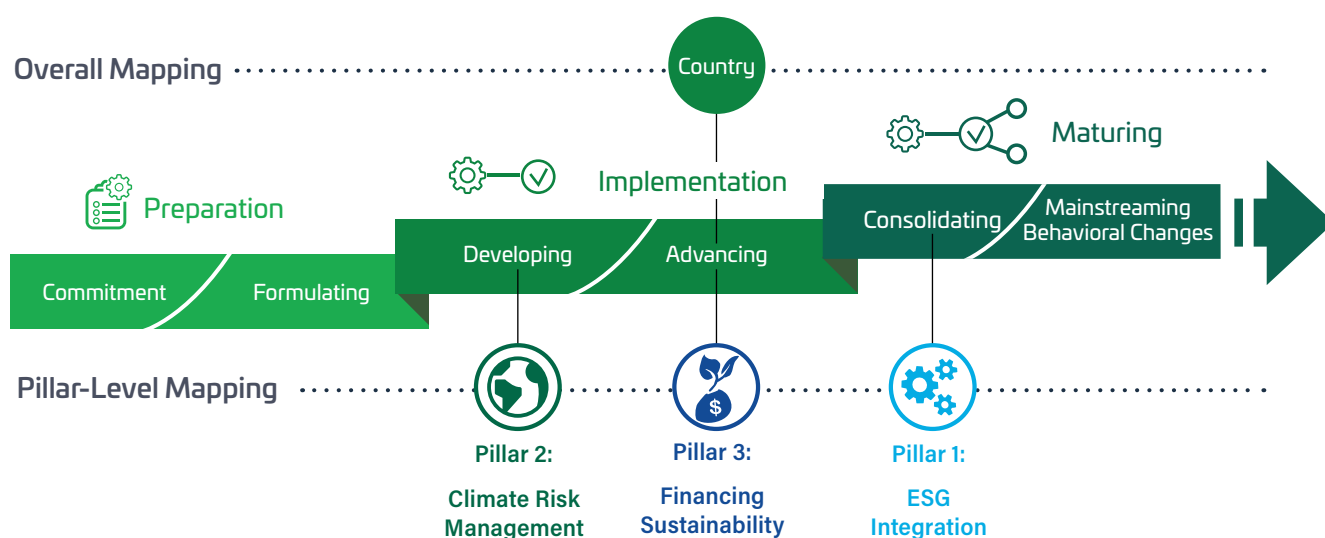 Overall Mapping
Country
Maturing
Implementation
Preparation
Consolidating
Mainstreaming
Behavioral Changes
Developing
Advancing
Commitment
Formulating
Pillar-Level Mapping
$
Pillar 2:
Climate Risk
Management
Pillar 3:
Financing
Sustainability
Pillar 1:
ESG
Integration